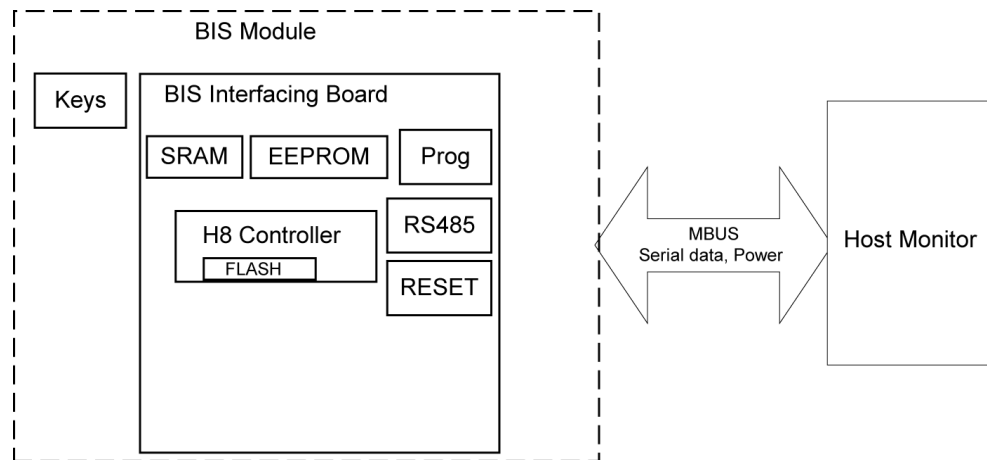 BIS Module
Keys
BIS Interfacing Board
SRAM
EEPROM
Prog
H8 Controller
FLASH
RS485
RESET
MBUS
Serial data, Power
Host Monitor